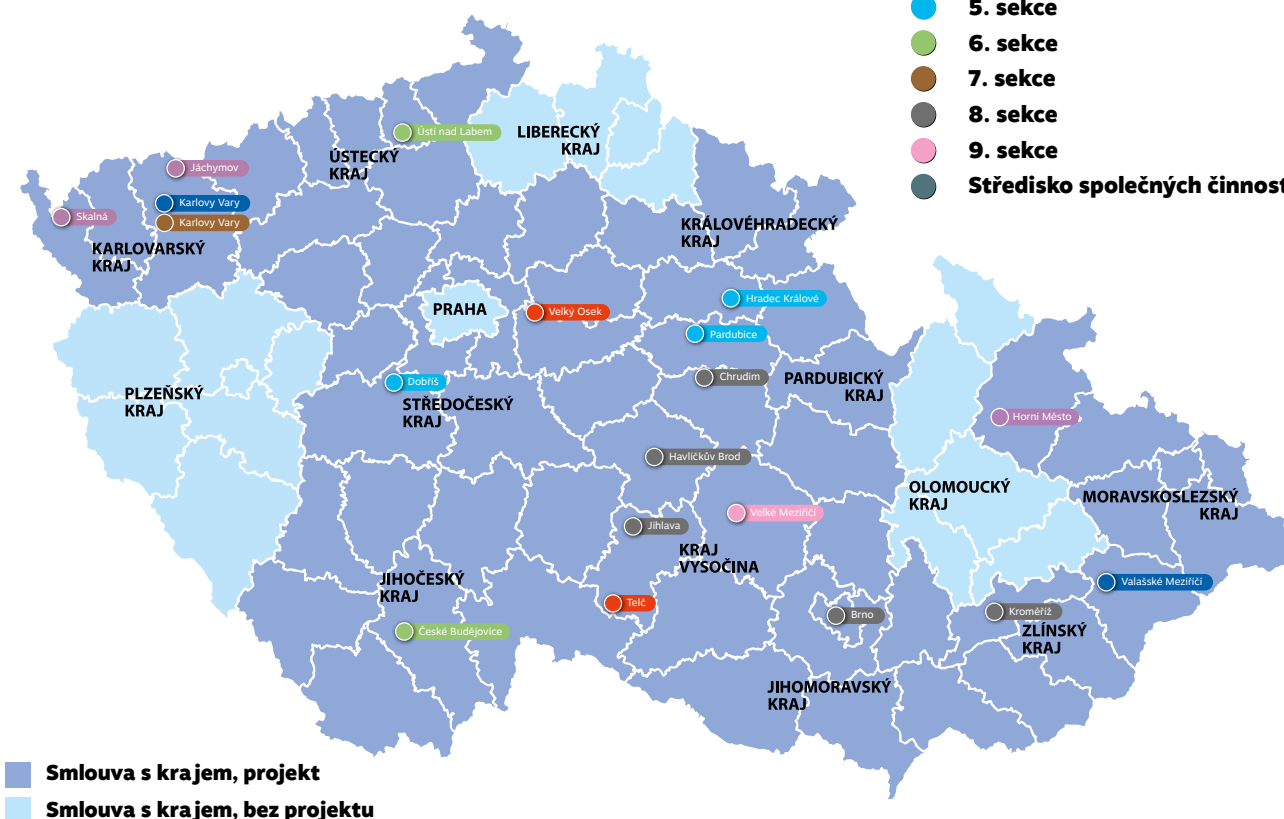 5. sekce
6. sekce
7. sekce
8. sekce
9. sekce
Středisko společných činnost
Ústí nad Labem
LIBERECKÝ
KRAJ
ÚSTECKÝ
KRAJ
Jáchymov
Karlovy Vary
Skalná
Karlovy Vary
KARLOVARSKÝ
KRAJ
KRÁLOVÉHRADECKÝ
KRAJ
Hradec Králové
PRAHA
Velký Osek
Pardubice
Dobříš
Chrudim
PARDUBICKÝ
KRAJ
PLZEŇSKÝ
KRAJ
STŘEDOČESKÝ
KRAJ
Horní Město
Havlíčkův Brod
OLOMOUCKÝ
KRAJ
MORAVSKOSLEZSKÝ
KRAJ
Velké Meziříčí
Jihlava
KRAJ
VYSOČINA
JIHOČESKÝ
KRAJ
Valašské Meziříčí
Telč
Brno
Kroměříž
České Budějovice
ZLÍNSKÝ
KRAJ
JIHOMORAVSKÝ
KRAJ
Smlouva s krajem, projekt
Smlouva s krajem, bez projektu